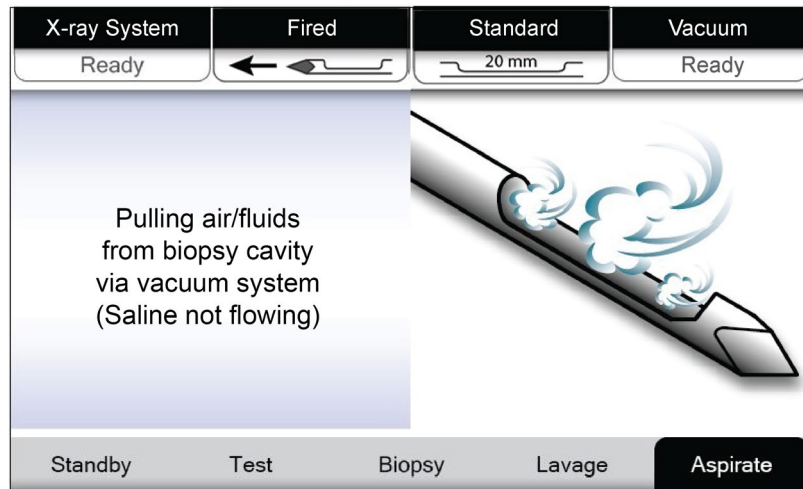 X-ray System
Fired
Standard
Vacuum
Ready
20 mm
Ready
Pulling air/fluids
from biopsy cavity
via vacuum system
(Saline not flowing)
Standby
Test
Biopsy
Lavage
Aspirate